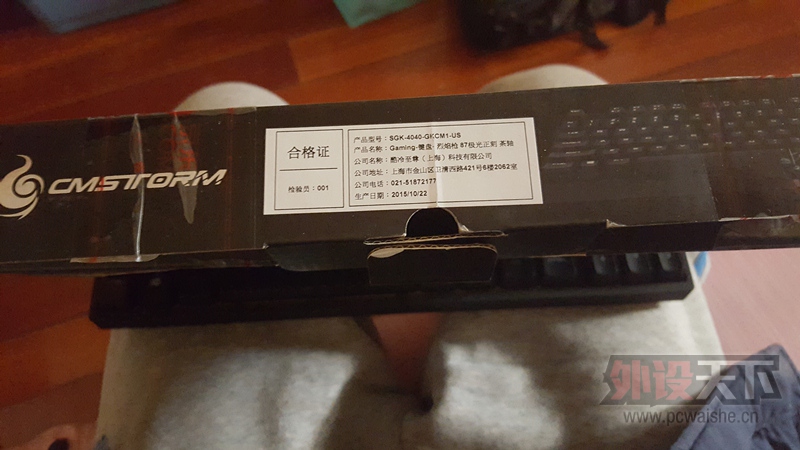 CMSTORM
合格证
检验员：001
产品型号：SGK-4040-GKCM1-US
产品名称：Gaming-键盘- 烈焰枪 87极光正刻 茶轴
公司名称：酷冷至尊（上海）科技有限公司
公司地址：上海市金山区卫清西路421号6楼2062室
公司电话：021-51872177
生产日期：2015/10/22
外设天下
www.pcwaishe.cn